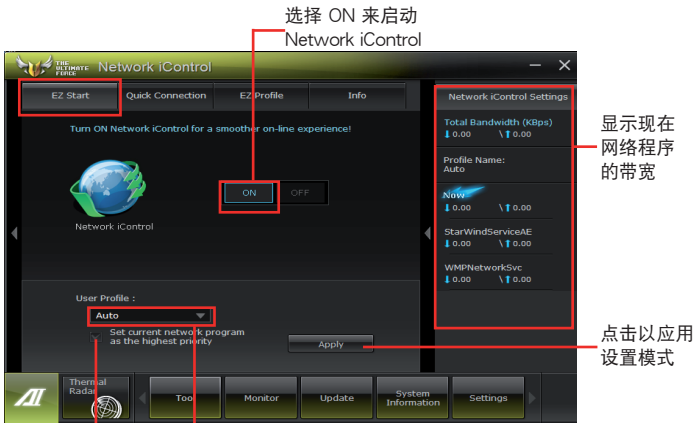 选择 ON 来启动
Network iControl
THE
ULTIMATE
FORCE
Network iControl
EZ Start
Quick Connection
EZ Profile
Info
Turn ON Network iControl for a smoother on-line experience!
ON
OFF
Network iControl
User Profile :
Auto
Set current network program
as the highest priority
Apply
Network iControl Settings
Total Bandwidth (KBps)
0.00 \ 0.00
Profile Name:
Auto
Now
0.00 \ 0.00
StarWindServiceAE
0.00 \ 0.00
WMPNetworkSvc
0.00 \ 0.00
显示现在
网络程序
的带宽
点击以应用
设置模式
AI
Thermal
Radar
Tool
Monitor
Update
System
Information
Settings